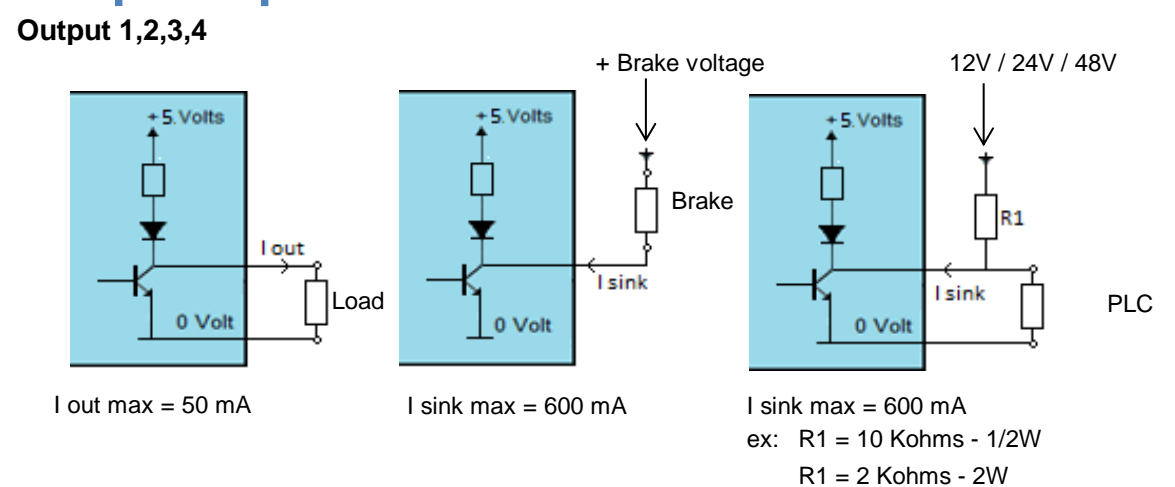 Output 1,2,3,4
+ Brake voltage
12V / 24V / 48V
+5.Volts
+5.Volts
+5.Volts
Brake
R1
I out
I sink
I sink
Load
PLC
0 Volt
0 Volt
0 Volt
I out max = 50 mA
I sink max = 600 mA
I sink max = 600 mA
ex: R1 = 10 Kohms - 1/2W
R1 = 2 Kohms - 2W